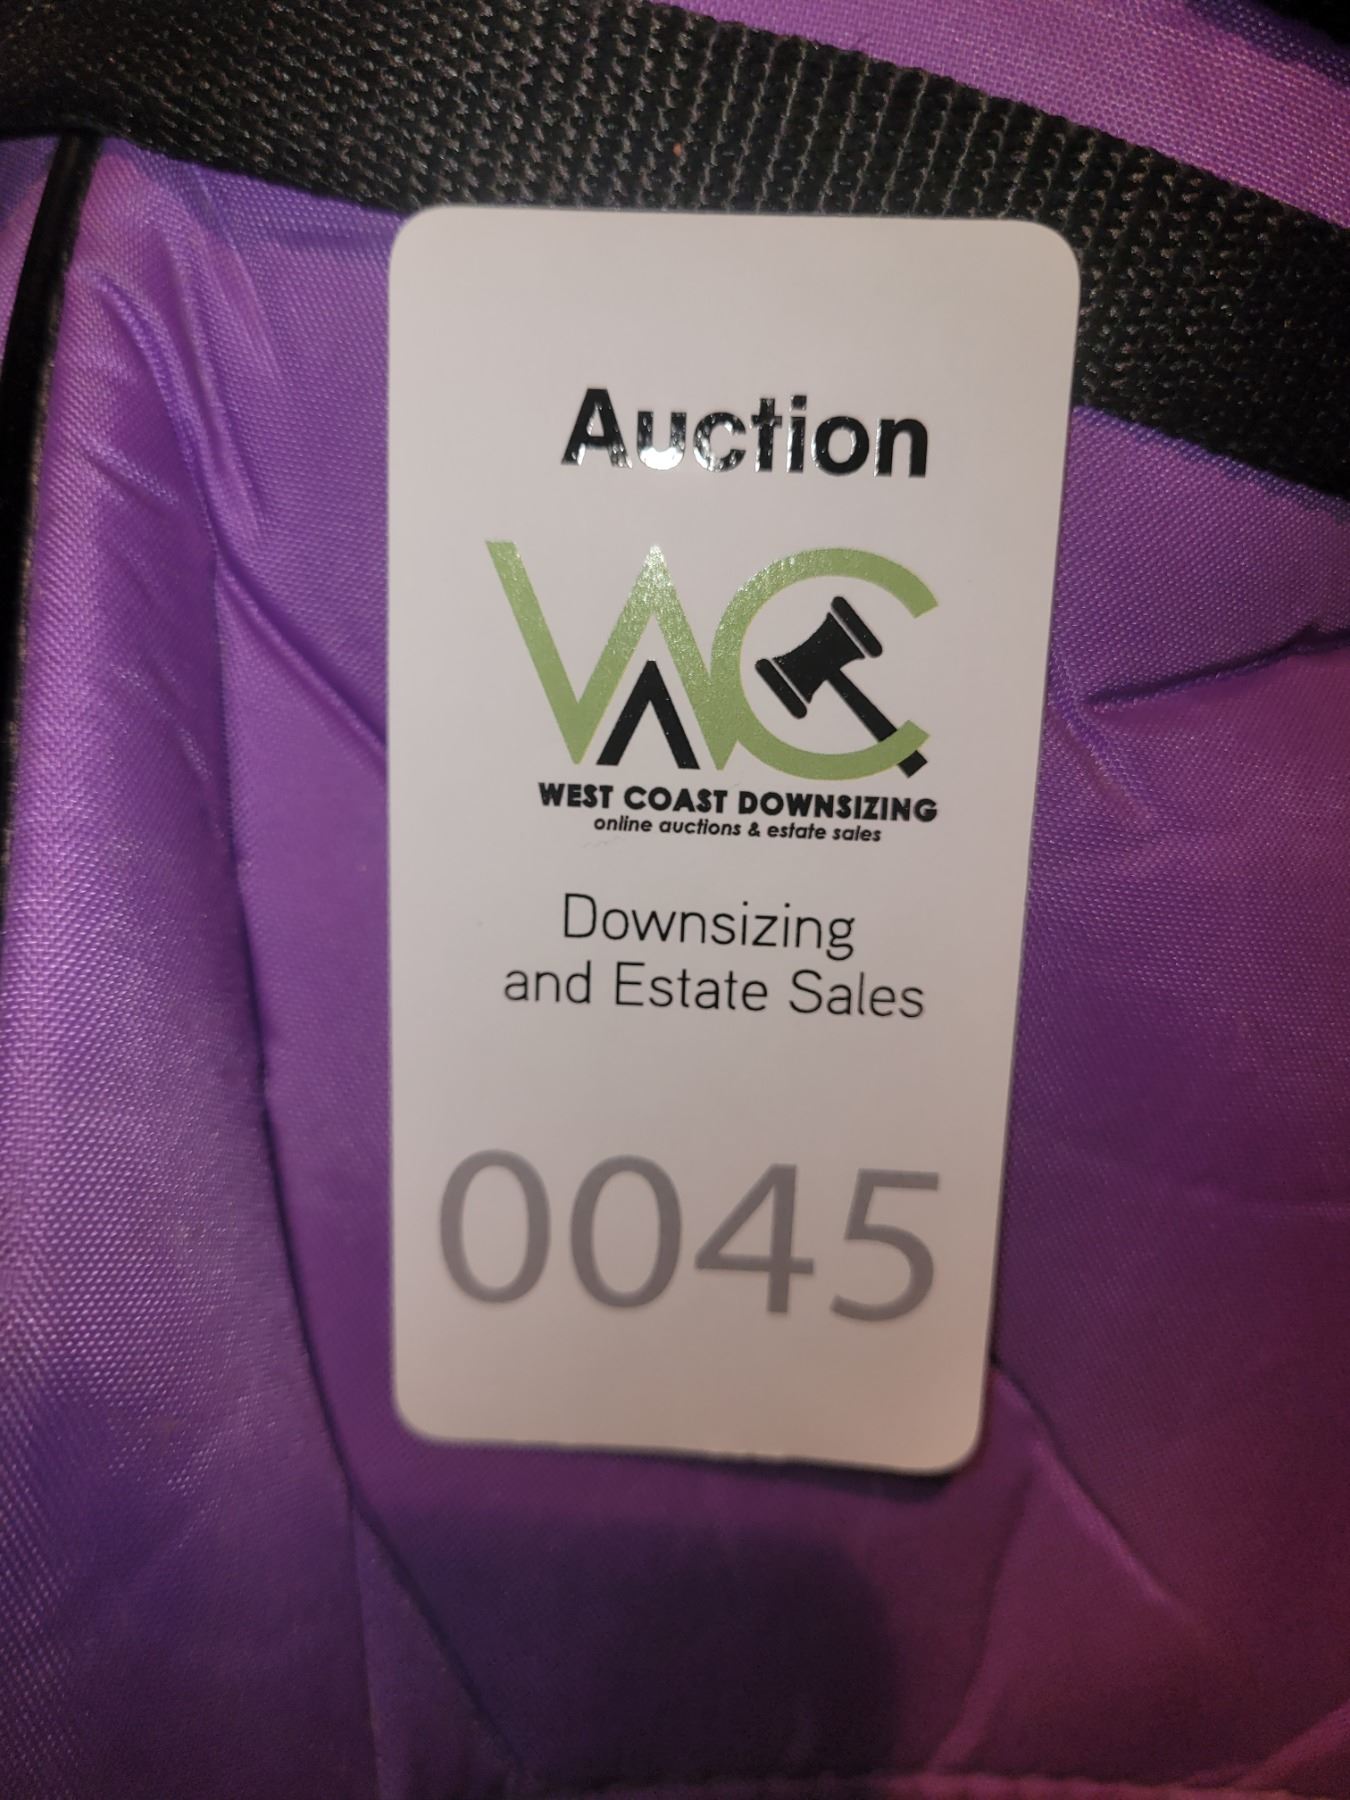 Auction
WC
WEST COAST DOWNSIZING
online auctions & estate sales
Downsizing
and Estate Sales
0045